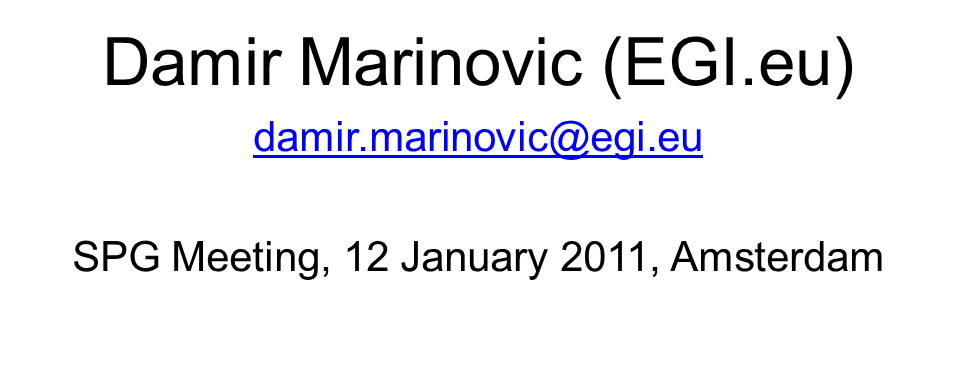 Damir Marinovic (EGI.eu)
damir.marinovic@egi.eu
SPG Meeting, 12 January 2011, Amsterdam